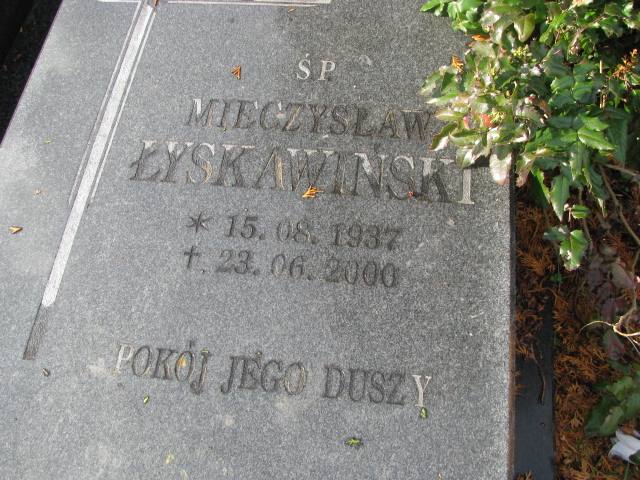 ŚP
MIECZYSŁAW
ŁYSKAWIŃSKI
* 15.08.1937
†. 23.06.2000
POKÓJ JEGO DUSZY